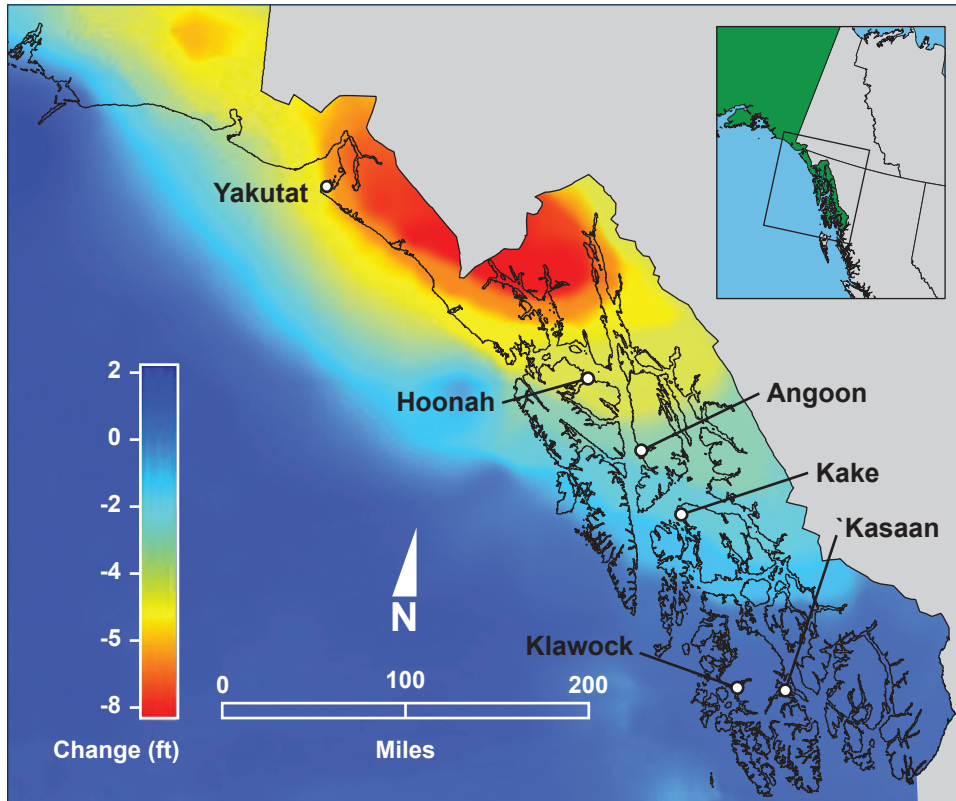 Yakutat
Hoonah
Angoon
Kake
`Kasaan
Klawock
2
0
-2
-4
-5
-8
Change (ft)
N
0
100
200
Miles